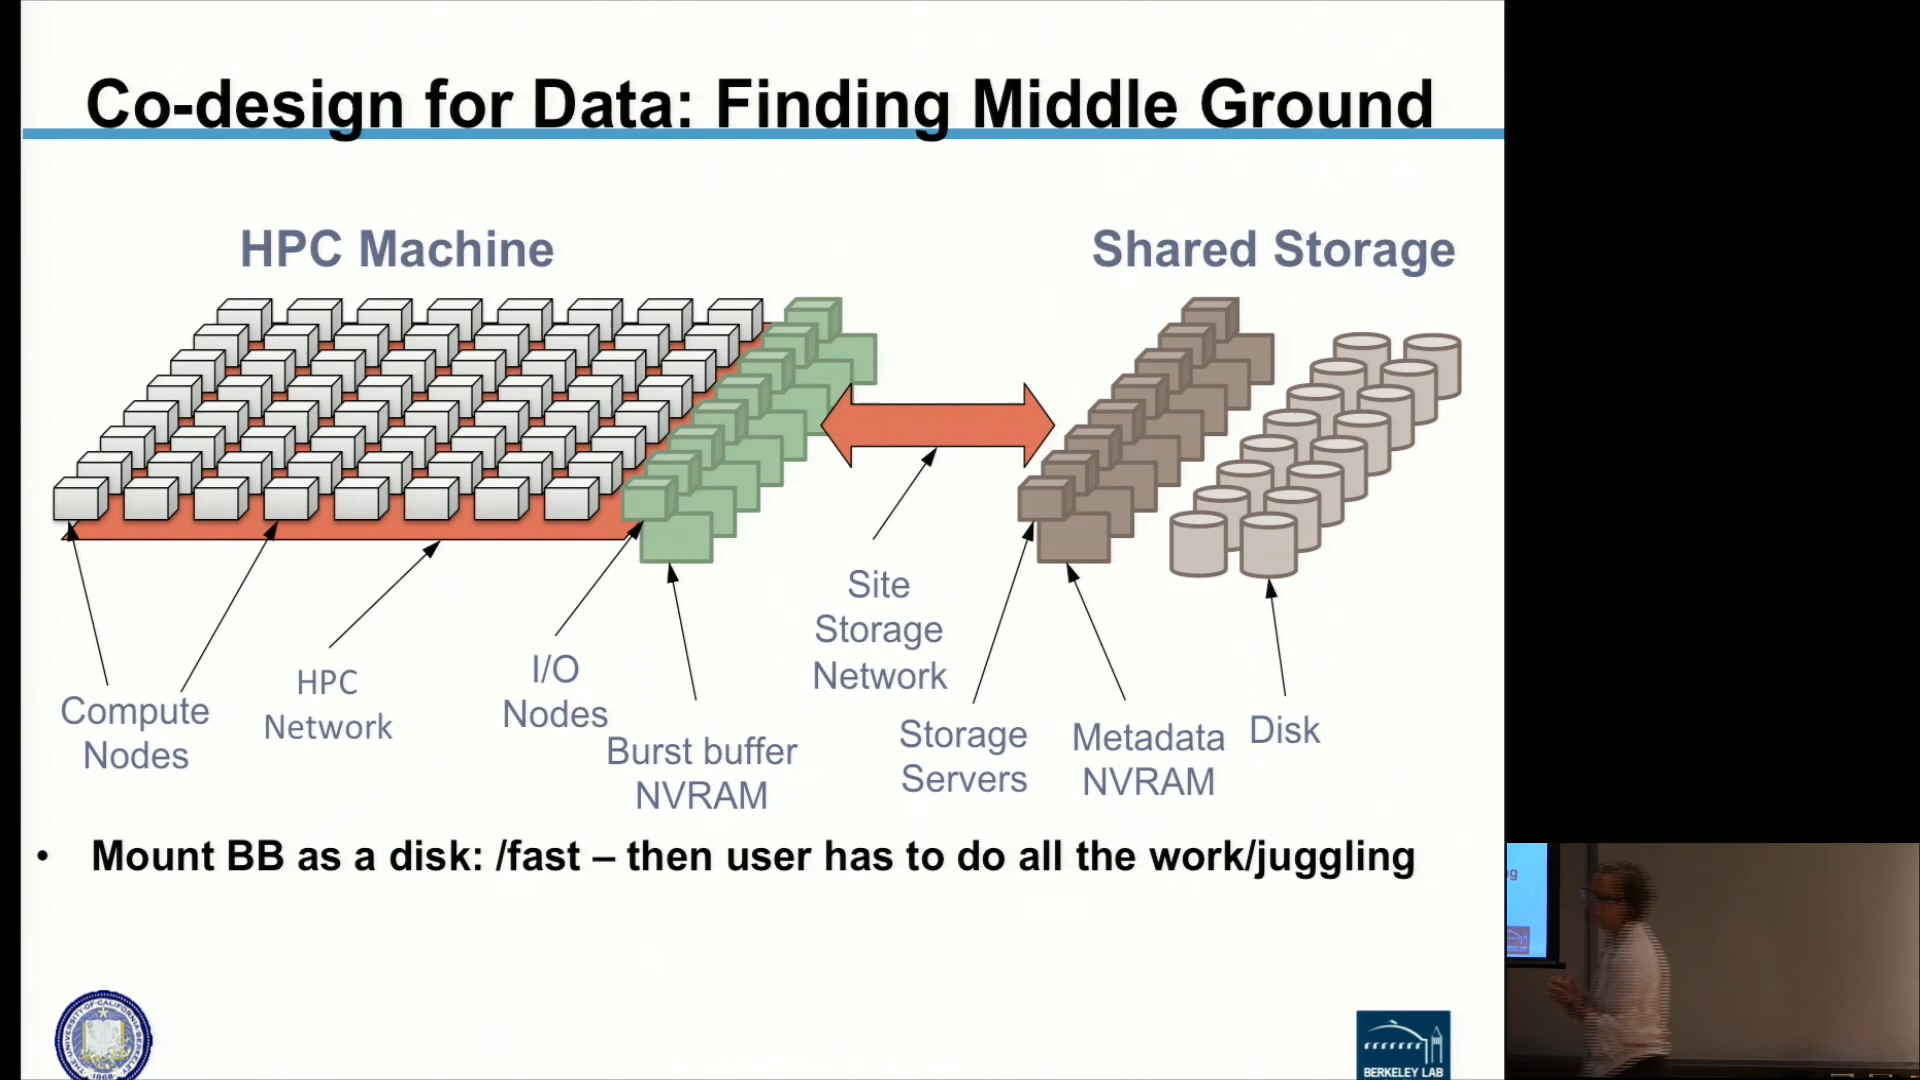 Co-design for Data: Finding Middle Ground
HPC Machine
Shared Storage
Compute
Nodes
HPC
Network
I/O
Nodes
Burst buffer
NVRAM
Site
Storage
Network
Storage
Servers
Metadata
NVRAM
Disk
• Mount BB as a disk: /fast – then user has to do all the work/juggling
BERKELEY LAB
1868